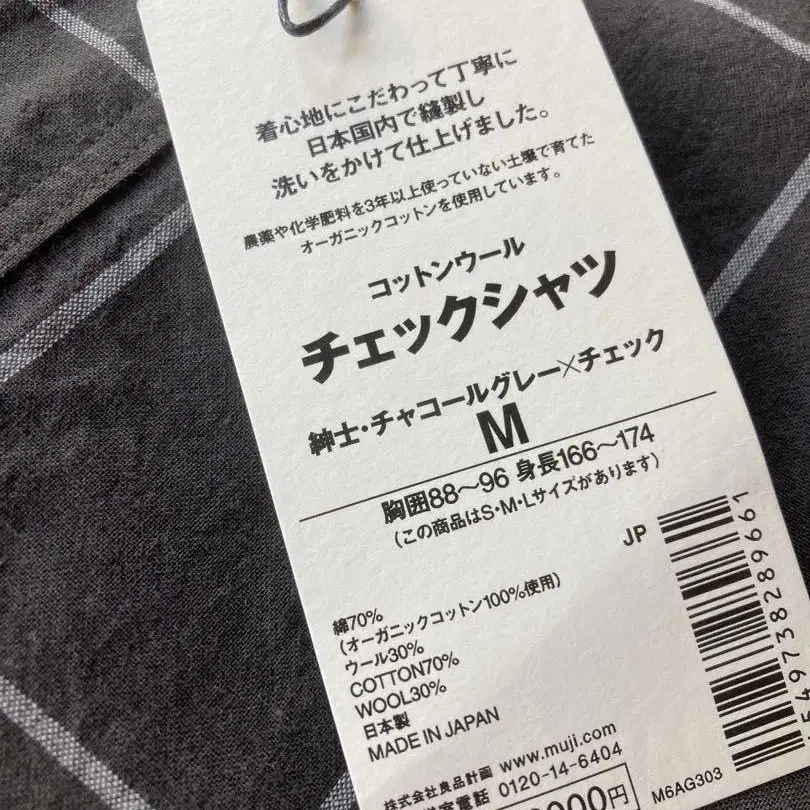 着心地にこだわって丁寧に
日本国内で縫製し
洗いをかけて仕上げました。
農薬や化学肥料を3年以上使っていない土壌で育てた
オーガニックコットンを使用しています。
コットンウール
チェックシャツ
紳士・チャコールグレー×チェック
M
胸囲88～96 身長166～174
(この商品はS・M・Lサイズがあります)
JP
綿70%
(オーガニックコットン100%使用)
ウール30%
COTTON70%
WOOL30%
日本製
MADE IN JAPAN
株式会社良品計画 www.muji.com
電話 0120-14-6404
000円
M6AG303
549738289661